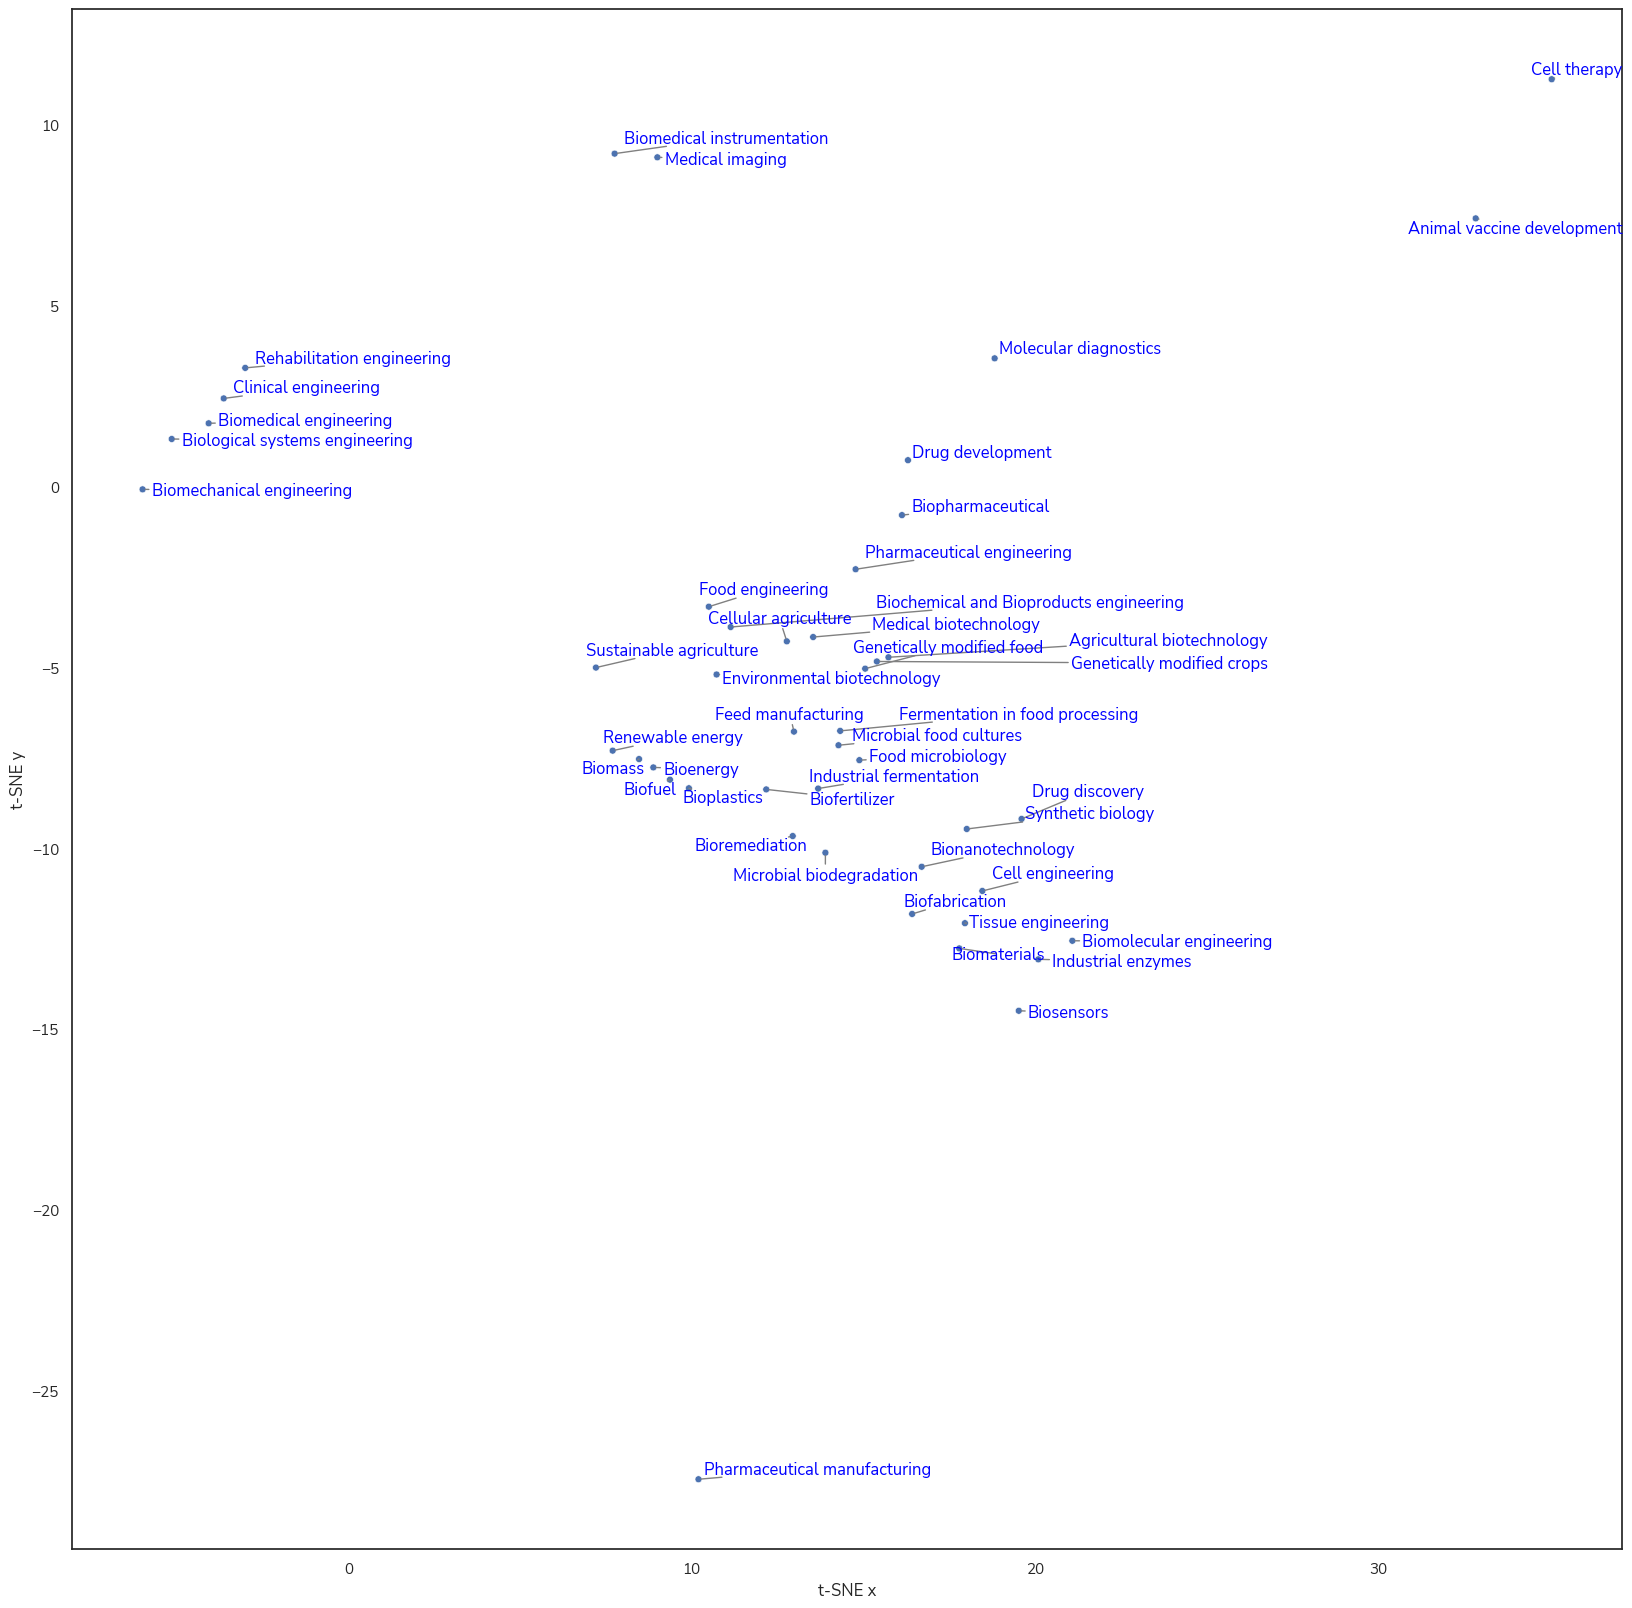 Cell therapy
10
Biomedical instrumentation
Medical imaging
Animal vaccine development
5
Rehabilitation engineering
Molecular diagnostics
Clinical engineering
Biomedical engineering
Biological systems engineering
Drug development
0
Biomechanical engineering
Biopharmaceutical
Pharmaceutical engineering
Food engineering
Biochemical and Bioproducts engineering
Cellular agriculture
Medical biotechnology
Agricultural biotechnology
Sustainable agriculture
Genetically modified food
Genetically modified crops
−5
Environmental biotechnology
Feed manufacturing
Fermentation in food processing
Renewable energy
Microbial food cultures
Food microbiology
Biomass
Bioenergy
Industrial fermentation
Biofuel
Bioplastics
Biofertilizer
Drug discovery
Synthetic biology
t-SNE y
−10
Bioremediation
Bionanotechnology
Microbial biodegradation
Cell engineering
Biofabrication
Tissue engineering
Biomolecular engineering
Biomaterials
Industrial enzymes
Biosensors
−15
−20
−25
Pharmaceutical manufacturing
0
10
20
30
t-SNE x